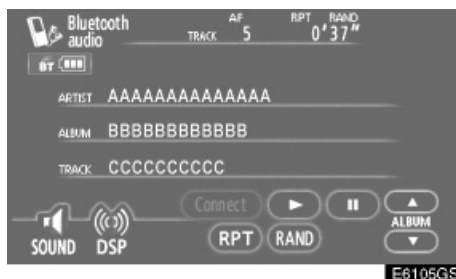 Bluetooth AF RPT RAND
audio TRACK 5 0'37"
BT
ARTIST AAAAAAAAAAAAAA
ALBUM BBBBBBBBBBBB
TRACK CCCCCCCCCC
Connect
ALBUM
SOUND DSP RPT RAND
E6105GS